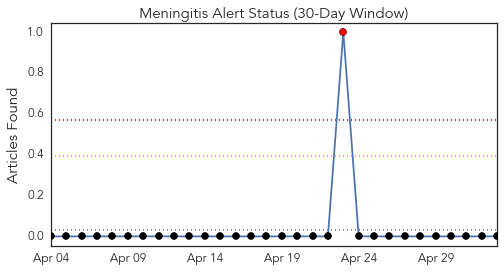 Meningitis Alert Status (30-Day Window)
Articles Found
1.0
0.8
0.6
0.4
0.2
0.0
Apr 04 Apr 09 Apr 14 Apr 19 Apr 24 Apr 29